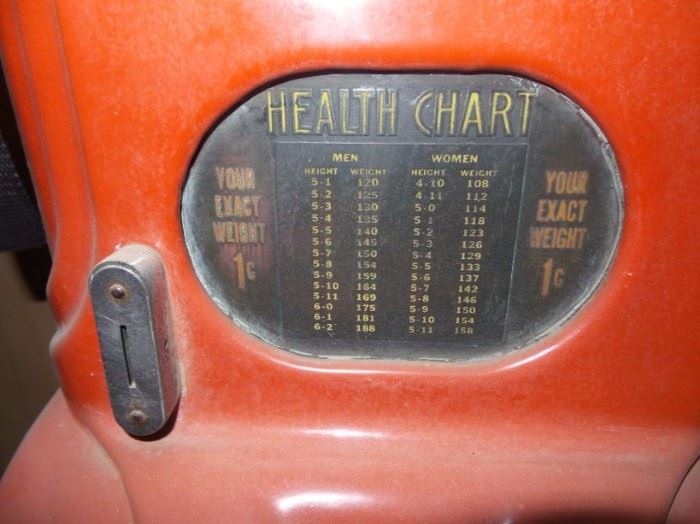 HEALTH CHART
YOUR
EXACT
WEIGHT
1¢
MEN WOMEN
HEIGHT WEIGHT HEIGHT WEIGHT
5-1 120 4-10 108
5-2 125 4-11 112
5-3 130 5-0 114
5-4 135 5-1 118
5-5 140 5-2 123
5-6 145 5-3 126
5-7 150 5-4 129
5-8 154 5-5 133
5-9 159 5-6 137
5-10 164 5-7 142
5-11 169 5-8 146
6-0 175 5-9 150
6-1 181 5-10 154
6-2 188 5-11 158
YOUR
EXACT
WEIGHT
1¢